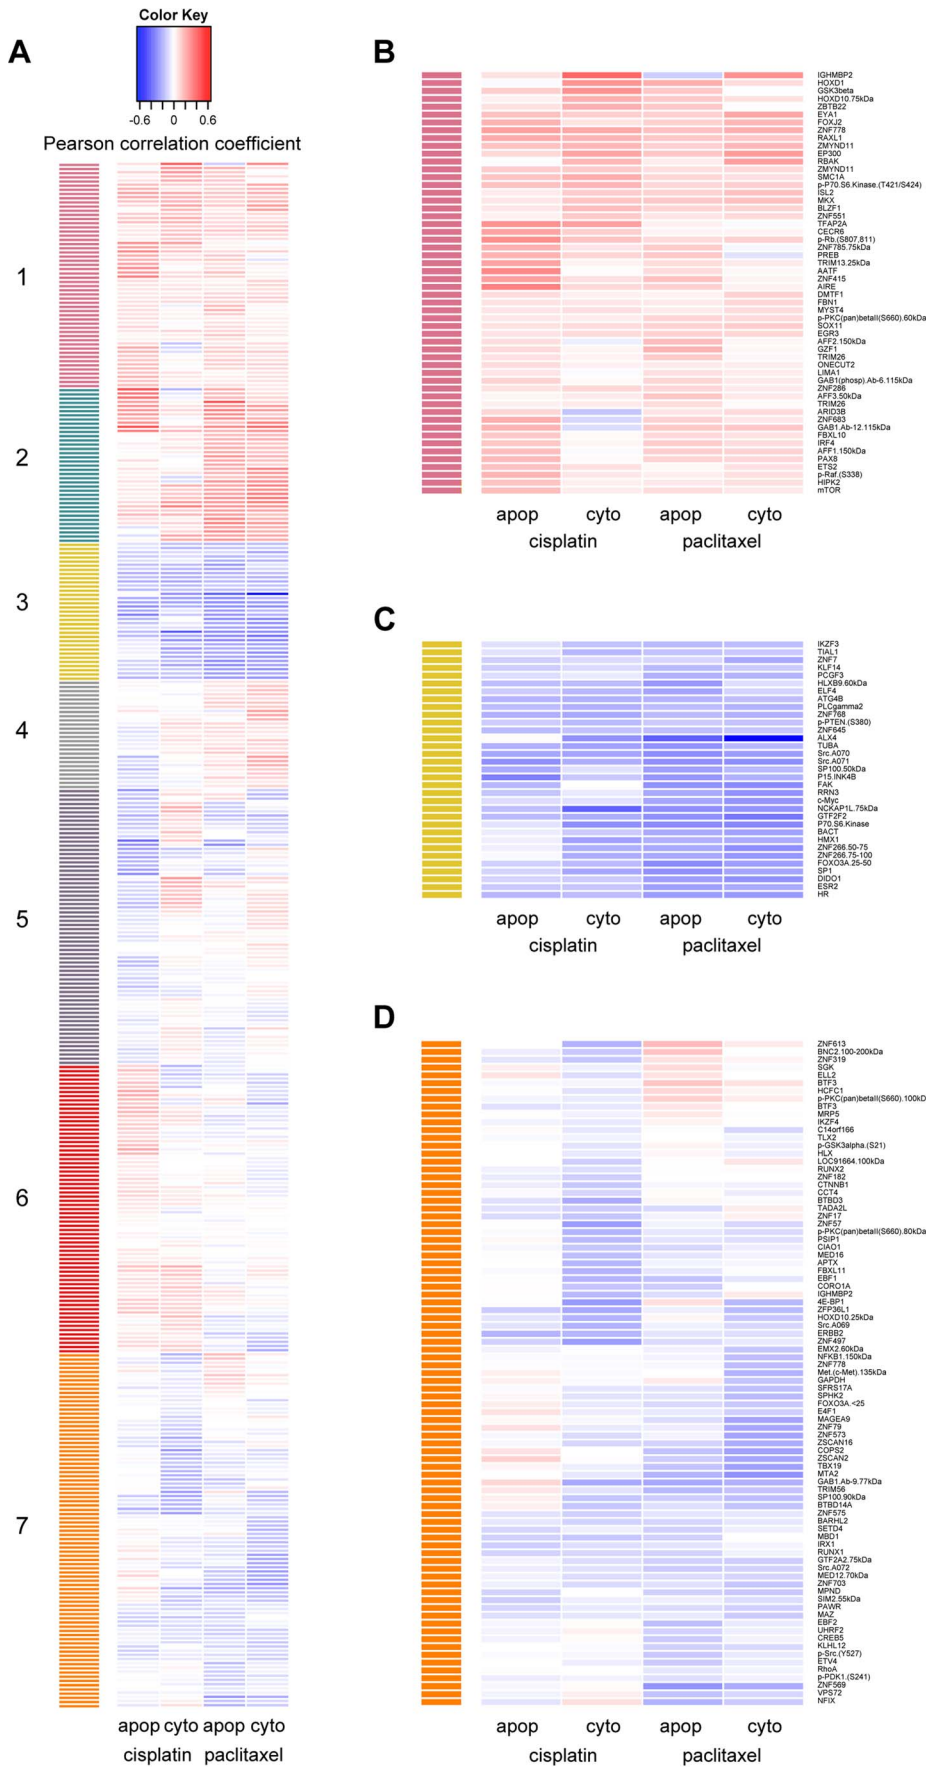 A
Color Key
-0.6
0
0.6
Pearson correlation coefficient
1
2
3
4
5
6
7
apop cyto apop cyto
cisplatin paclitaxel
B
IGHMBP2
HOXD1
GSK3beta
HOXD10.75kDa
ZBTB22
EYA1
FOXJ2
ZNF778
RAXL1
ZMYND11
EP300
RBAK
ZMYND11
SMC1A
p-P70.S6.Kinase.(T421/S424)
ISL2
MKX
BLZF1
ZNF551
TFAP2A
CECR6
p-Rb.(S807,811)
ZNF785.75kDa
PREB
TRIM13.25kDa
AATF
ZNF415
AIRE
DMTF1
FBN1
MYST4
p-PKC(pan)betaII(S660).60kDa
SOX11
EGR3
AFF2.150kDa
GZF1
TRIM26
ONECUT2
LIMA1
GAB1(phosp).Ab-6.115kDa
ZNF286
AFF3.50kDa
TRIM26
ARID3B
ZNF683
GAB1.Ab-12.115kDa
FBXL10
IRF4
AFF1.150kDa
PAX8
ETS2
p-Raf.(S338)
HIPK2
mTOR
apop cyto apop cyto
cisplatin paclitaxel
C
IKZF3
TIAL1
ZNF7
KLF14
PCGF3
HLXB9.60kDa
ELF4
ATG4B
PLCgamma2
ZNF768
p-PTEN.(S380)
ZNF645
ALX4
TUBA
Src.A070
Src.A071
SP100.50kDa
P15.INK4B
FAK
RRN3
c-Myc
NCKAP1L.75kDa
GTF2F2
P70.S6.Kinase
BACT
HMX1
ZNF266.50-75
ZNF266.75-100
FOXO3A.25-50
SP1
DIDO1
ESR2
HR
apop cyto apop cyto
cisplatin paclitaxel
D
ZNF613
BNC2.100-200kDa
ZNF319
SGK
ELL2
BTF3
HCFC1
p-PKC(pan)betaII(S660).100kD
BTF3
MRP5
IKZF4
C14orf166
TLX2
p-GSK3alpha.(S21)
HLX
LOC91664.100kDa
RUNX2
ZNF182
CTNNB1
CCT4
BTBD3
TADA2L
ZNF17
ZNF57
p-PKC(pan)betaII(S660).80kDa
PSIP1
CIAO1
MED16
APTX
FBXL11
EBF1
CORO1A
IGHMBP2
4E-BP1
ZFP36L1
HOXD10.25kDa
Src.A069
ERBB2
ZNF497
EMX2.60kDa
NFKB1.150kDa
ZNF778
Met.(c-Met).135kDa
GAPDH
SFRS17A
SPHK2
FOXO3A.<25
E4F1
MAGEA9
ZNF79
ZNF573
ZSCAN16
COPS2
ZSCAN2
TBX19
MTA2
GAB1.Ab-9.77kDa
TRIM56
SP100.90kDa
BTBD14A
ZNF575
BARHL2
SETD4
MBD1
IRX1
RUNX1
GTF2A2.75kDa
Src.A072
MED12.70kDa
ZNF703
MPND
SIM2.55kDa
PAWR
MAZ
EBF2
UHRF2
CREB5
KLHL12
p-Src.(Y527)
ETV4
RhoA
p-PDK1.(S241)
ZNF569
VPS72
NFIX
apop cyto apop cyto
cisplatin paclitaxel